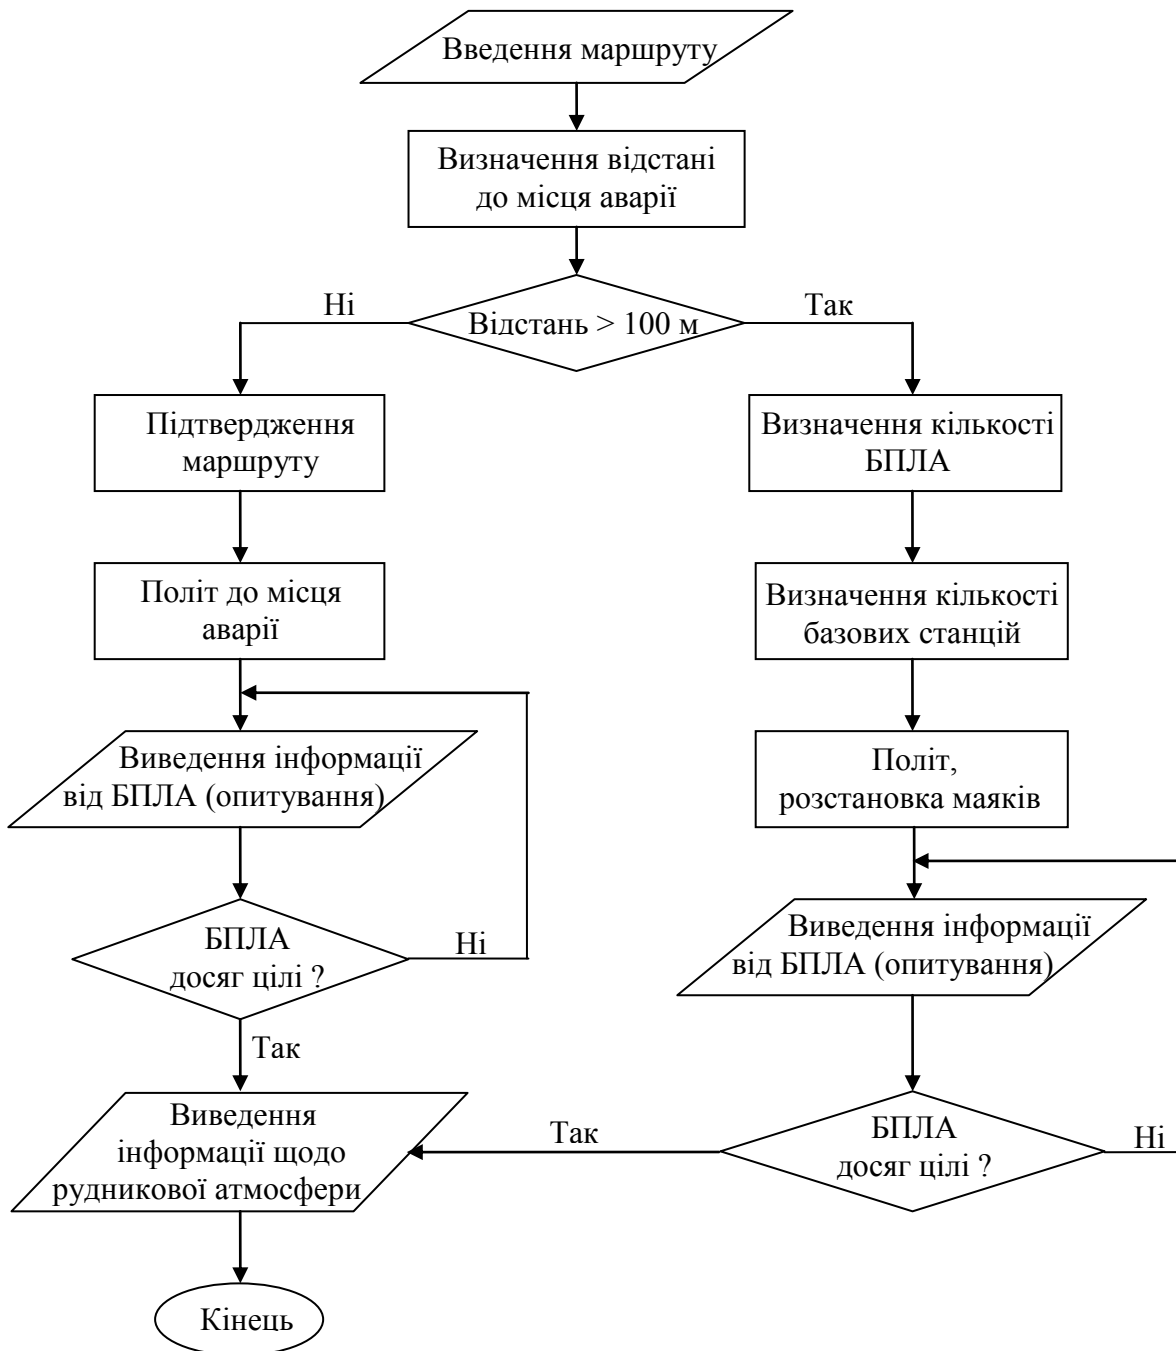 Введення маршруту
Визначення відстані
до місця аварії
Ні
Так
Відстань > 100 м
Підтвердження
маршруту
Визначення кількості
БПЛА
Політ до місця
аварії
Визначення кількості
базових станцій
Виведення інформації
від БПЛА (опитування)
Політ,
розстановка маяків
БПЛА
досяг цілі ?
Ні
Виведення інформації
від БПЛА (опитування)
Так
Виведення
інформації щодо
рудникової атмосфери
Так
БПЛА
досяг цілі ?
Ні
Кінець